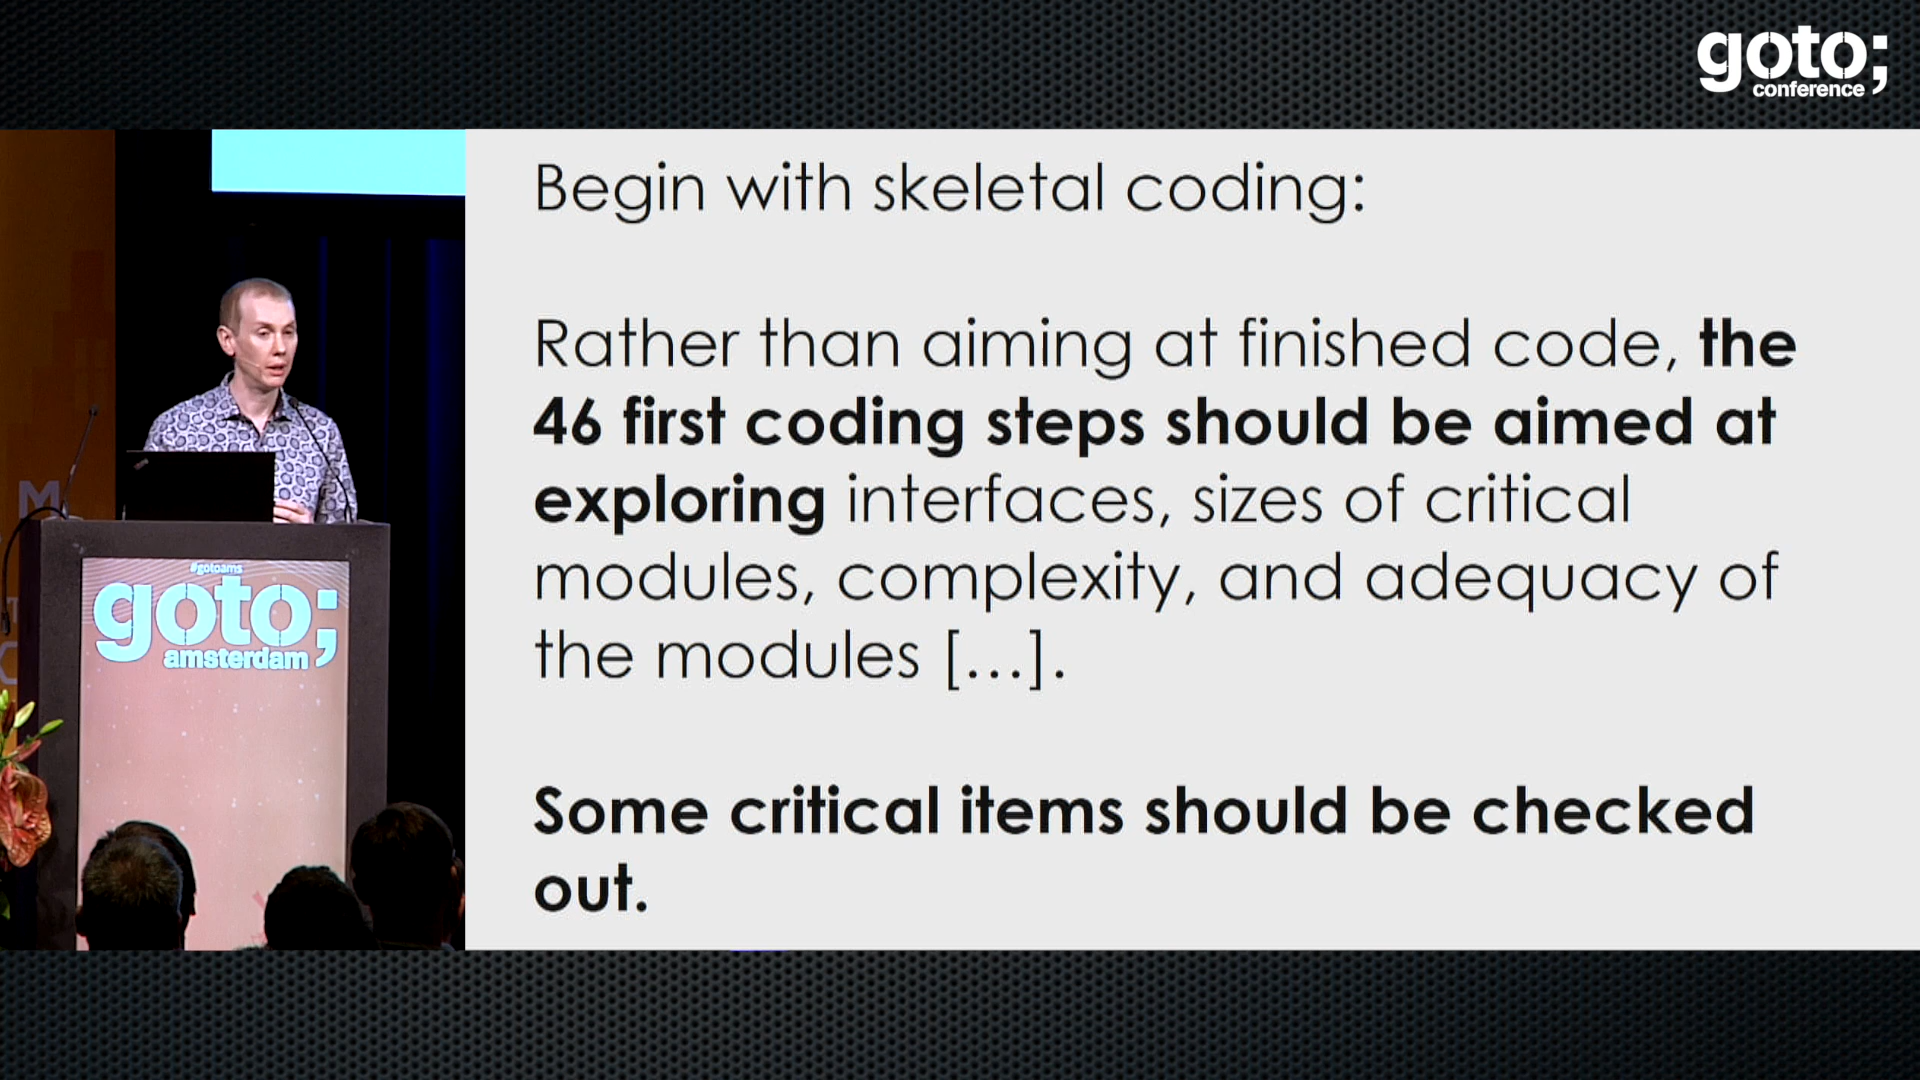 goto;
conference
Begin with skeletal coding:
Rather than aiming at finished code, the
46 first coding steps should be aimed at
exploring interfaces, sizes of critical
modules, complexity, and adequacy of
the modules [...].
Some critical items should be checked
out.
#gotoams
goto;
amsterdam